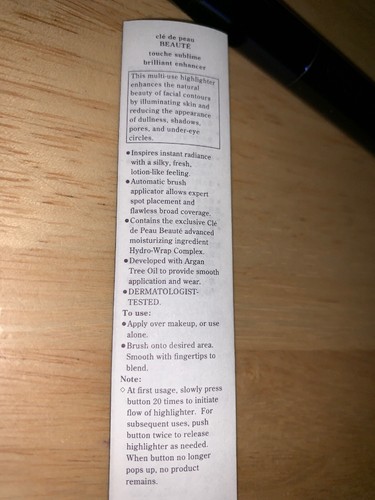 clé de peau
BEAUTÉ
touche sublime
brilliant enhancer
This multi-use highlighter
enhances the natural
beauty of facial contours
by illuminating skin and
reducing the appearance
of dullness, shadows,
pores, and under-eye
circles.
●Inspires instant radiance
with a silky, fresh,
lotion-like feeling.
●Automatic brush
applicator allows expert
spot placement and
flawless broad coverage.
●Contains the exclusive Clé
de Peau Beauté advanced
moisturizing ingredient
Hydro-Wrap Complex.
●Developed with Argan
Tree Oil to provide smooth
application and wear.
●DERMATOLOGIST-
TESTED.
To use:
●Apply over makeup, or use
alone.
●Brush onto desired area.
Smooth with fingertips to
blend.
Note:
◇At first usage, slowly press
button 20 times to initiate
flow of highlighter. For
subsequent uses, push
button twice to release
highlighter as needed.
When button no longer
pops up, no product
remains.